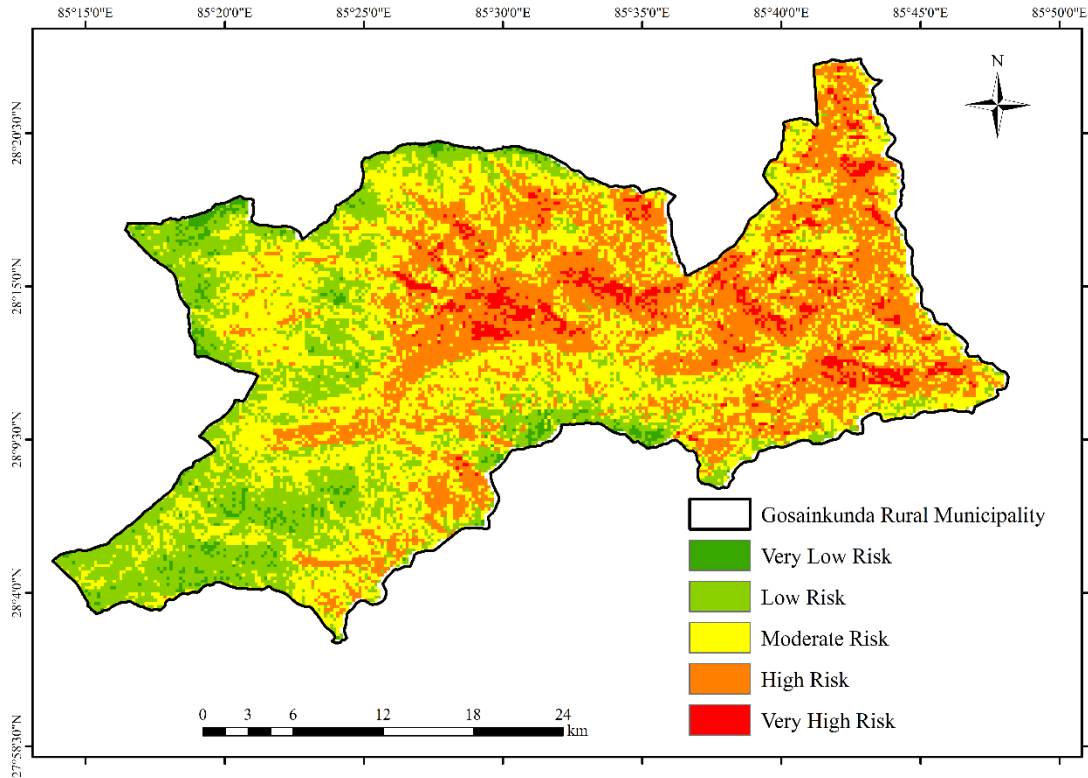 85°15'0"E 85°20'0"E 85°25'0"E 85°30'0"E 85°35'0"E 85°40'0"E 85°45'0"E 85°50'0"E
N
28°20'30"N
28°15'0"N
28°9'30"N
28°4'0"N
27°58'30"N
Gosainkunda Rural Municipality
Very Low Risk
Low Risk
Moderate Risk
High Risk
Very High Risk
0 3 6 12 18 24
km